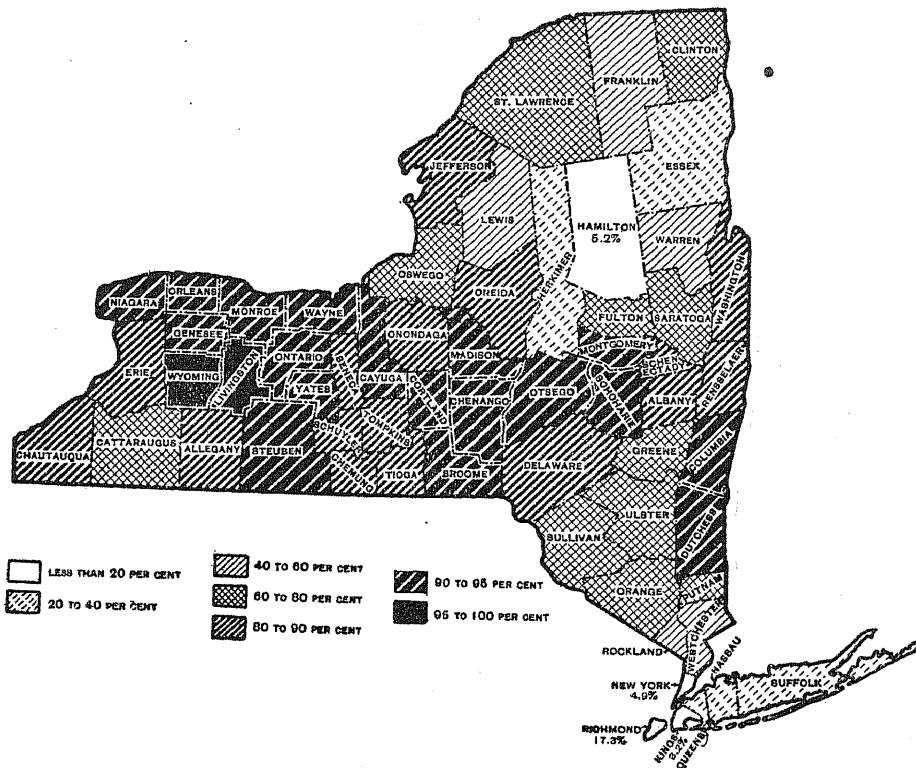 CLINTON
FRANKLIN
ST. LAWRENCE
ESSEX
JEFFERSON
LEWIS
HAMILTON
5.2%
WARREN
HERKIMER
OSWEGO
ONEIDA
WASHINGTON
NIAGARA
ORLEANS
MONROE
WAYNE
FULTON
SARATOGA
GENESEE
ONTARIO
SENECA
ONONDAGA
MADISON
MONTGOMERY
SCHENECTADY
RENSSELAER
ERIE
WYOMING
LIVINGSTON
YATES
CAYUGA
CORTLAND
CHENANGO
OTSEGO
SCHOHARIE
ALBANY
CHAUTAUQUA
CATTARAUGUS
ALLEGANY
STEUBEN
SCHUYLER
TOMPKINS
CHEMUNG
TIOGA
BROOME
DELAWARE
GREENE
COLUMBIA
ULSTER
DUTCHESS
SULLIVAN
ORANGE
PUTNAM
WESTCHESTER
ROCKLAND
NASSAU
NEW YORK
4.9%
SUFFOLK
RICHMOND
17.3%
KINGS
QUEENS
LESS THAN 20 PER CENT
20 TO 40 PER CENT
40 TO 60 PER CENT
60 TO 80 PER CENT
80 TO 90 PER CENT
90 TO 95 PER CENT
95 TO 100 PER CENT